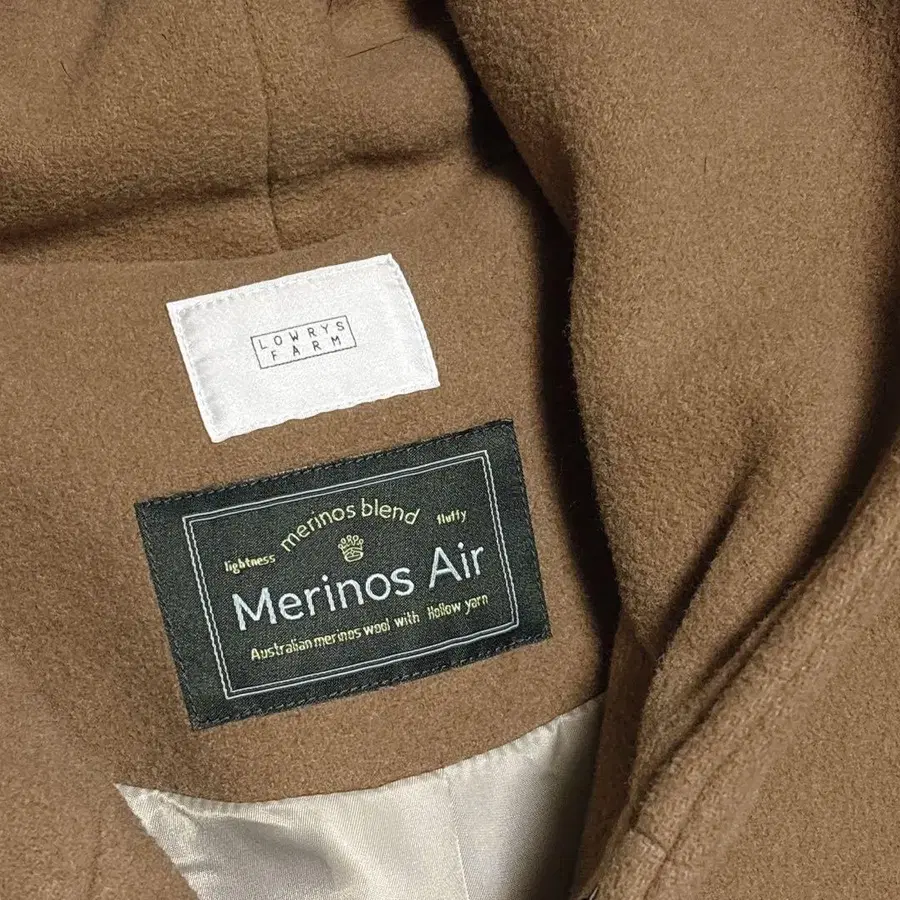 LOWRYS
FARM
merinos blend
lightness
fluffy
Merinos Air
Australian merinos wool with Hollow yarn